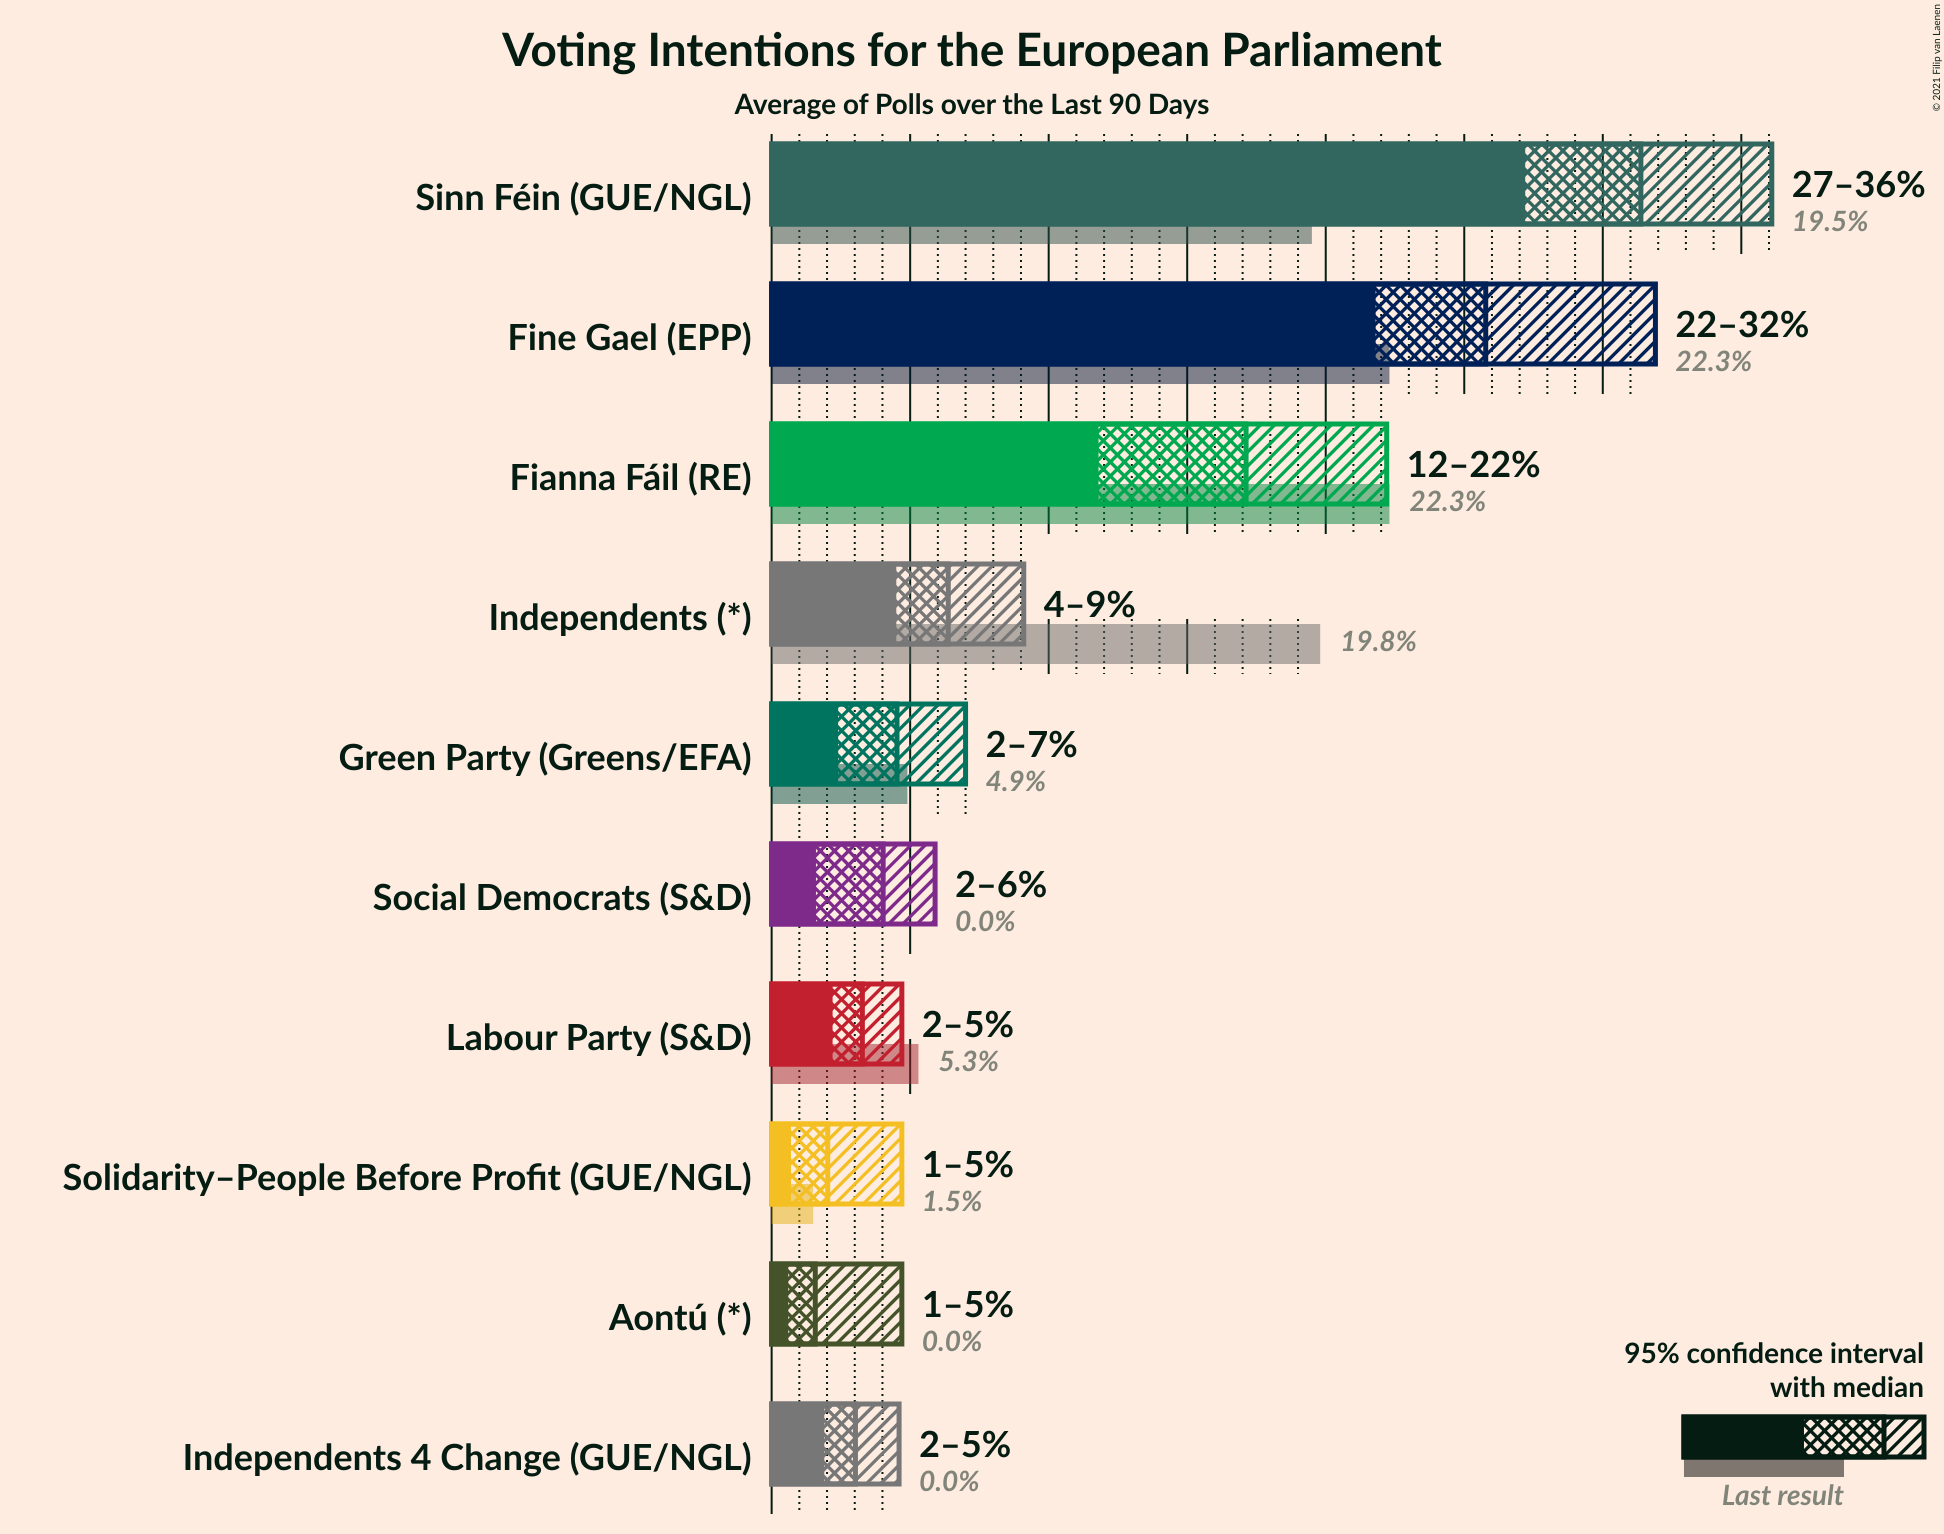 Voting Intentions for the European Parliament
Average of Polls over the Last 90 Days
© 2021 Filip van Laenen
Sinn Féin (GUE/NGL)
27–36%
19.5%
Fine Gael (EPP)
22–32%
22.3%
Fianna Fáil (RE)
12–22%
22.3%
Independents (*)
4–9%
19.8%
Green Party (Greens/EFA)
2–7%
4.9%
Social Democrats (S&D)
2–6%
0.0%
Labour Party (S&D)
2–5%
5.3%
Solidarity–People Before Profit (GUE/NGL)
1–5%
1.5%
Aontú (*)
1–5%
0.0%
Independents 4 Change (GUE/NGL)
2–5%
0.0%
95% confidence interval
with median
Last result